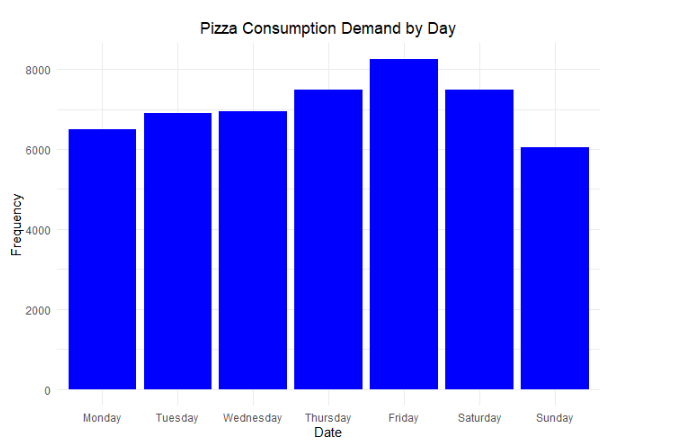 Pizza Consumption Demand by Day
Frequency
8000
6000
4000
2000
0
Monday Tuesday Wednesday Thursday Friday Saturday Sunday
Date